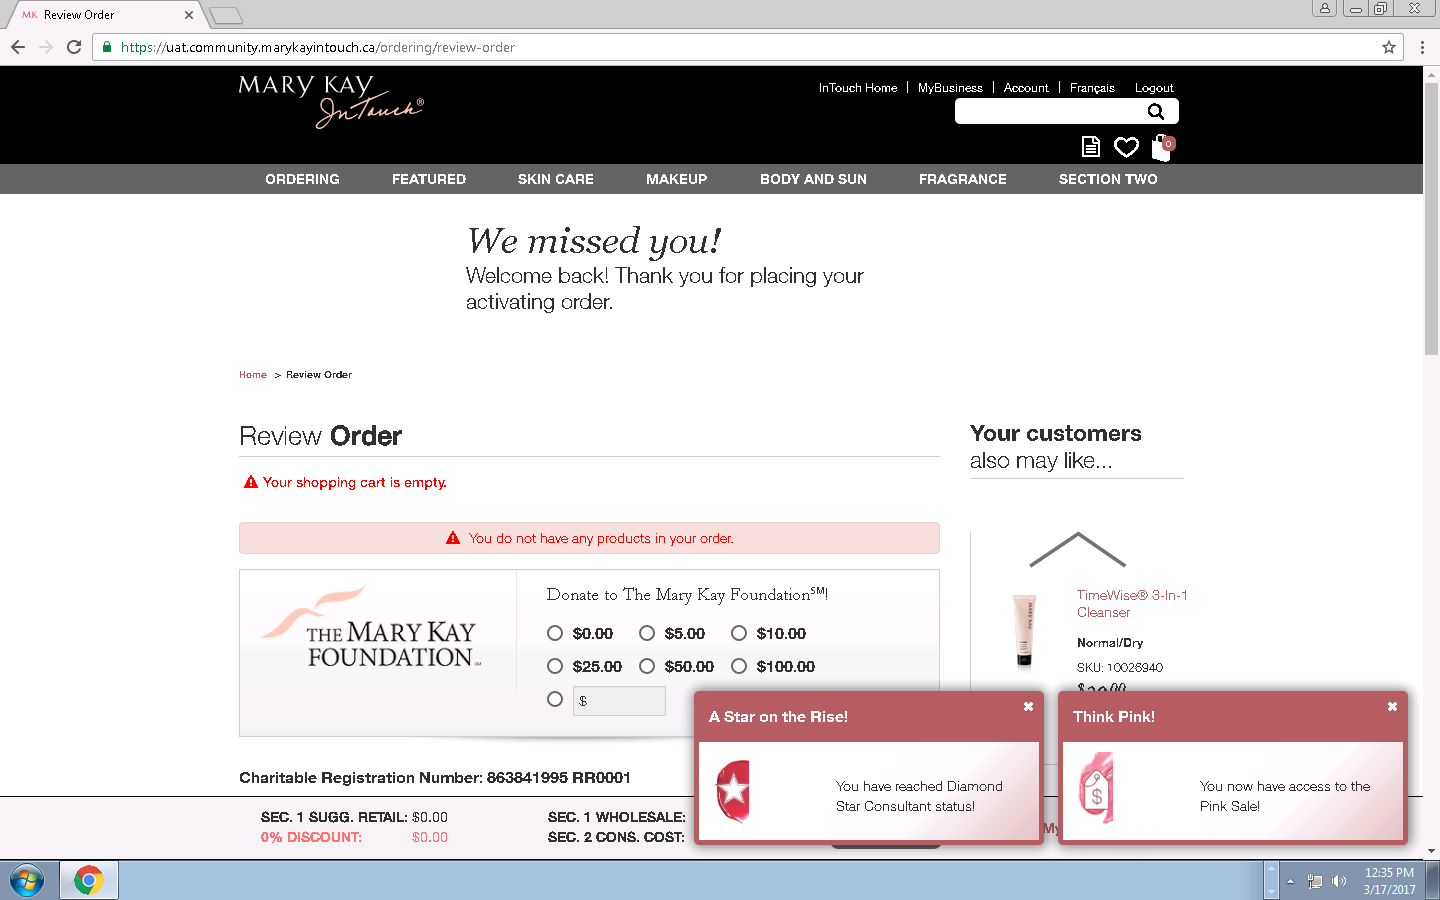 MK Review Order
https://uat.community.marykayintouch.ca/ordering/review-order
MARY KAY
InTouch®
InTouch Home | MyBusiness | Account | Français Logout
0
ORDERING FEATURED SKIN CARE MAKEUP BODY AND SUN FRAGRANCE SECTION TWO
We missed you!
Welcome back! Thank you for placing your
activating order.
Home > Review Order
Review Order
Your shopping cart is empty.
You do not have any products in your order.
THE MARY KAY
FOUNDATION℠
Donate to The Mary Kay Foundation℠!
$0.00 $5.00 $10.00
$25.00 $50.00 $100.00
$
Charitable Registration Number: 863841995 RR0001
Your customers
also may like...
TimeWise® 3-In-1
Cleanser
Normal/Dry
SKU: 10026940
A Star on the Rise!
You have reached Diamond
Star Consultant status!
Think Pink!
You now have access to the
Pink Sale!
SEC. 1 SUGG. RETAIL: $0.00 SEC. 1 WHOLESALE:
0% DISCOUNT: $0.00 SEC. 2 CONS. COST:
My
12:35 PM
3/17/2017